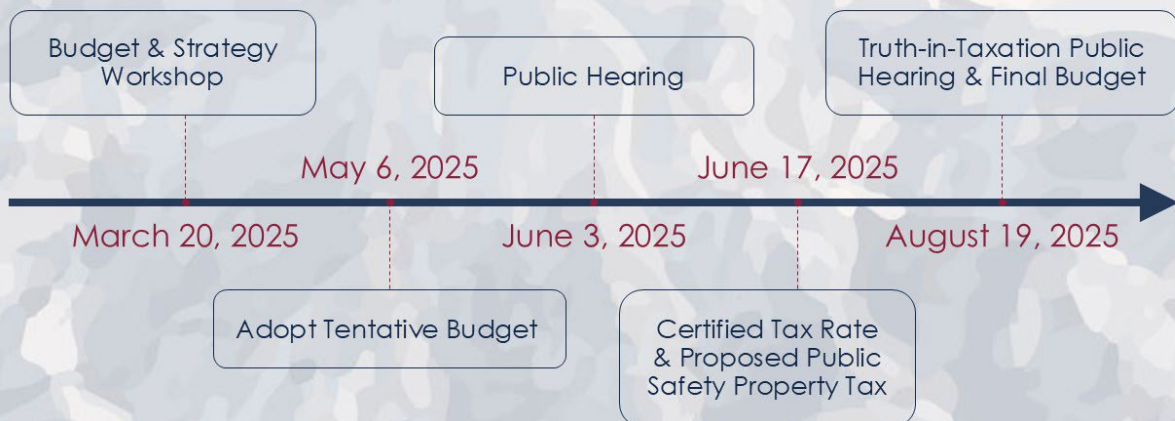 Budget & Strategy
Workshop
Public Hearing
Truth-in-Taxation Public
Hearing & Final Budget
May 6, 2025
June 17, 2025
March 20, 2025
June 3, 2025
August 19, 2025
Adopt Tentative Budget
Certified Tax Rate
& Proposed Public
Safety Property Tax